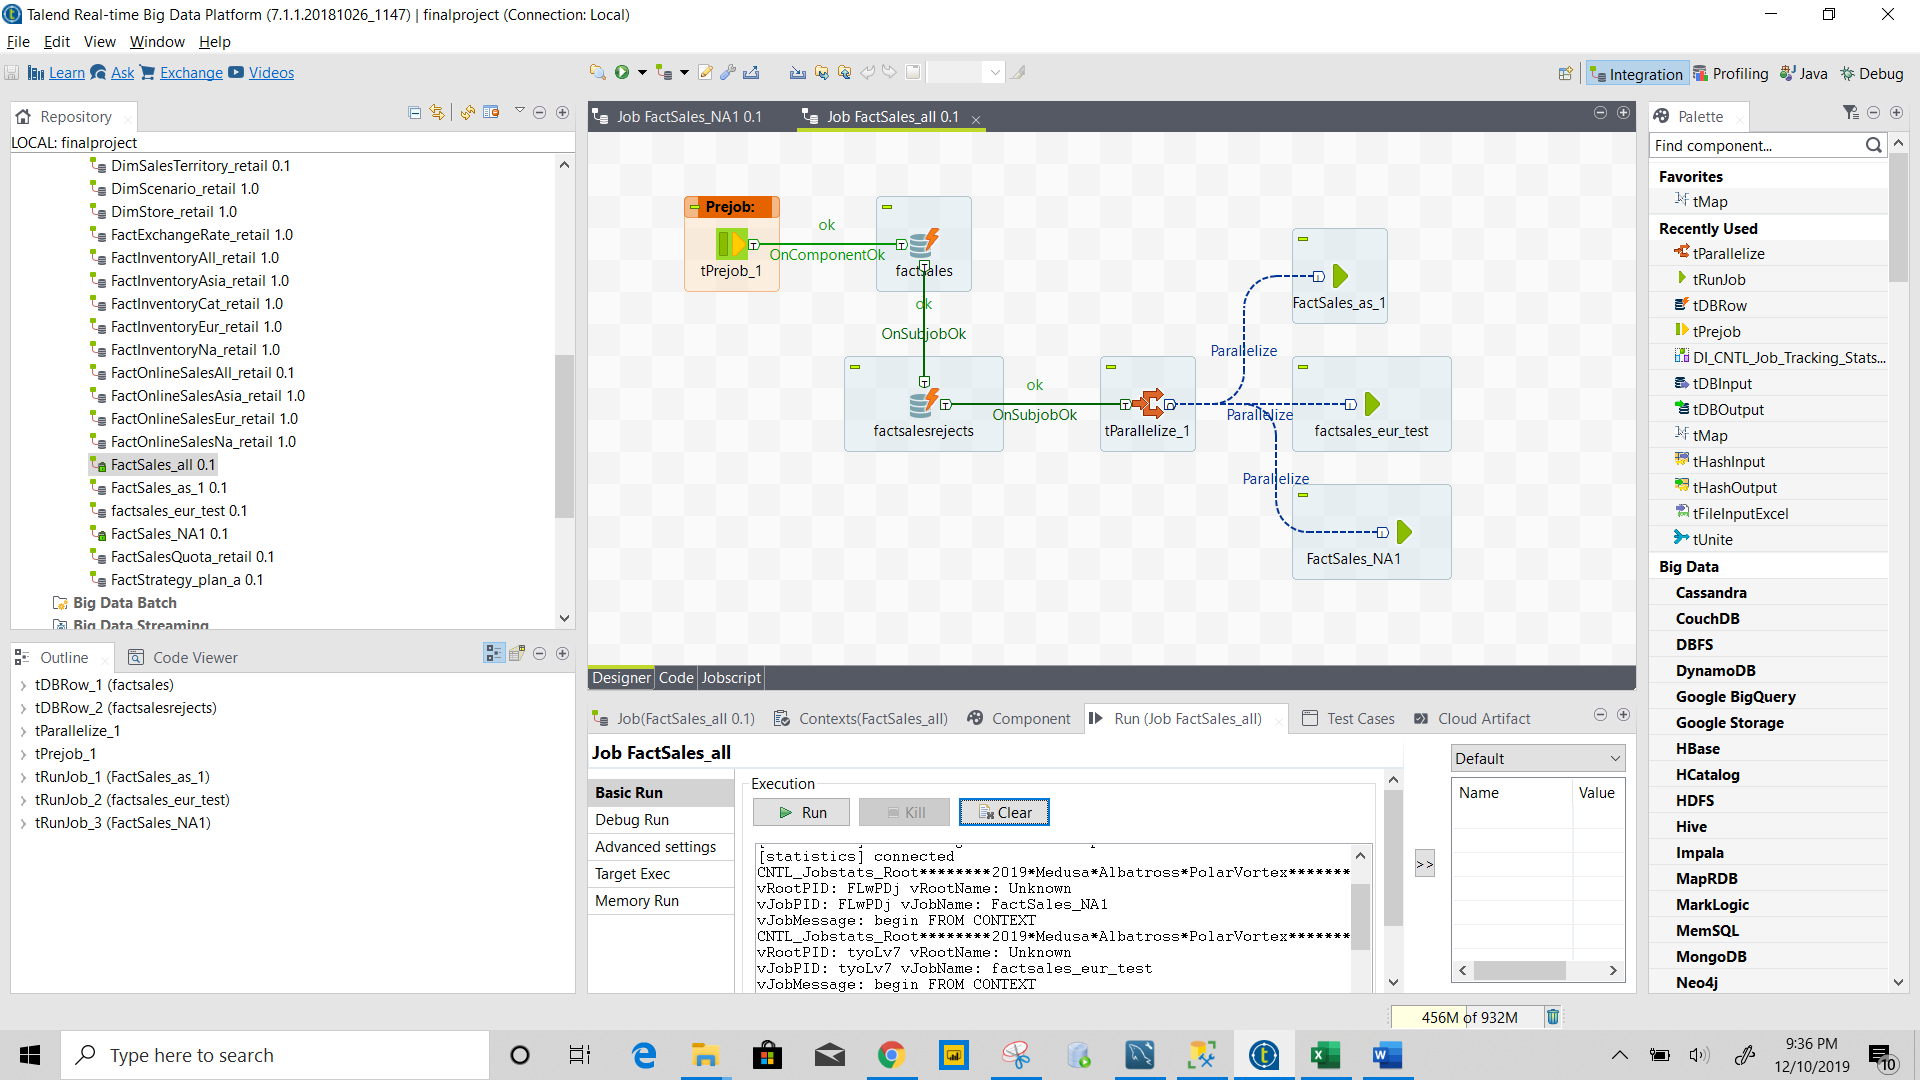 Talend Real-time Big Data Platform (7.1.1.20181026_1147) | finalproject (Connection: Local)
File Edit View Window Help
Learn Ask Exchange Videos
Integration Profiling Java Debug
Repository
LOCAL: finalproject
DimSalesTerritory_retail 0.1
DimScenario_retail 1.0
DimStore_retail 1.0
FactExchangeRate_retail 1.0
FactInventoryAll_retail 1.0
FactInventoryAsia_retail 1.0
FactInventoryCat_retail 1.0
FactInventoryEur_retail 1.0
FactInventoryNa_retail 1.0
FactOnlineSalesAll_retail 0.1
FactOnlineSalesAsia_retail 1.0
FactOnlineSalesEur_retail 1.0
FactOnlineSalesNa_retail 1.0
FactSales_all 0.1
FactSales_as_1 0.1
factsales_eur_test 0.1
FactSales_NA1 0.1
FactSalesQuota_retail 0.1
FactStrategy_plan_a 0.1
Big Data Batch
Big Data Streaming
Outline
Code Viewer
tDBRow_1 (factsales)
tDBRow_2 (factsalesrejects)
tParallelize_1
tPrejob_1
tRunJob_1 (FactSales_as_1)
tRunJob_2 (factsales_eur_test)
tRunJob_3 (FactSales_NA1)
Job FactSales_NA1 0.1
Job FactSales_all 0.1
Prejob:
tPrejob_1
ok
OnComponentOk
factsales
ok
OnSubjobOk
factsalesrejects
ok
OnSubjobOk
tParallelize_1
Parallelize
Parallelize
Parallelize
FactSales_as_1
factsales_eur_test
FactSales_NA1
Designer Code Jobscript
Job(FactSales_all 0.1) Contexts(FactSales_all) Component Run (Job FactSales_all) Test Cases Cloud Artifact
Job FactSales_all
Basic Run
Debug Run
Advanced settings
Target Exec
Memory Run
Execution
Run Kill Clear
[statistics] connected
CNTL_Jobstats_Root********2019*Medusa*Albatross*PolarVortex*******
vRootPID: FLwPDj vRootName: Unknown
vJobPID: FLwPDj vJobName: FactSales_NA1
vJobMessage: begin FROM CONTEXT
CNTL_Jobstats_Root********2019*Medusa*Albatross*PolarVortex*******
vRootPID: tyoLv7 vRootName: Unknown
vJobPID: tyoLv7 vJobName: factsales_eur_test
vJobMessage: begin FROM CONTEXT
>>
Default
Name Value
Palette
Find component...
Favorites
tMap
Recently Used
tParallelize
tRunJob
tDBRow
tPrejob
DI_CNTL_Job_Tracking_Stats...
tDBInput
tDBOutput
tMap
tHashInput
tHashOutput
tFileInputExcel
tUnite
Big Data
Cassandra
CouchDB
DBFS
DynamoDB
Google BigQuery
Google Storage
HBase
HCatalog
HDFS
Hive
Impala
MapRDB
MarkLogic
MemSQL
MongoDB
Neo4j
456M of 932M
Type here to search
9:36 PM
12/10/2019
10